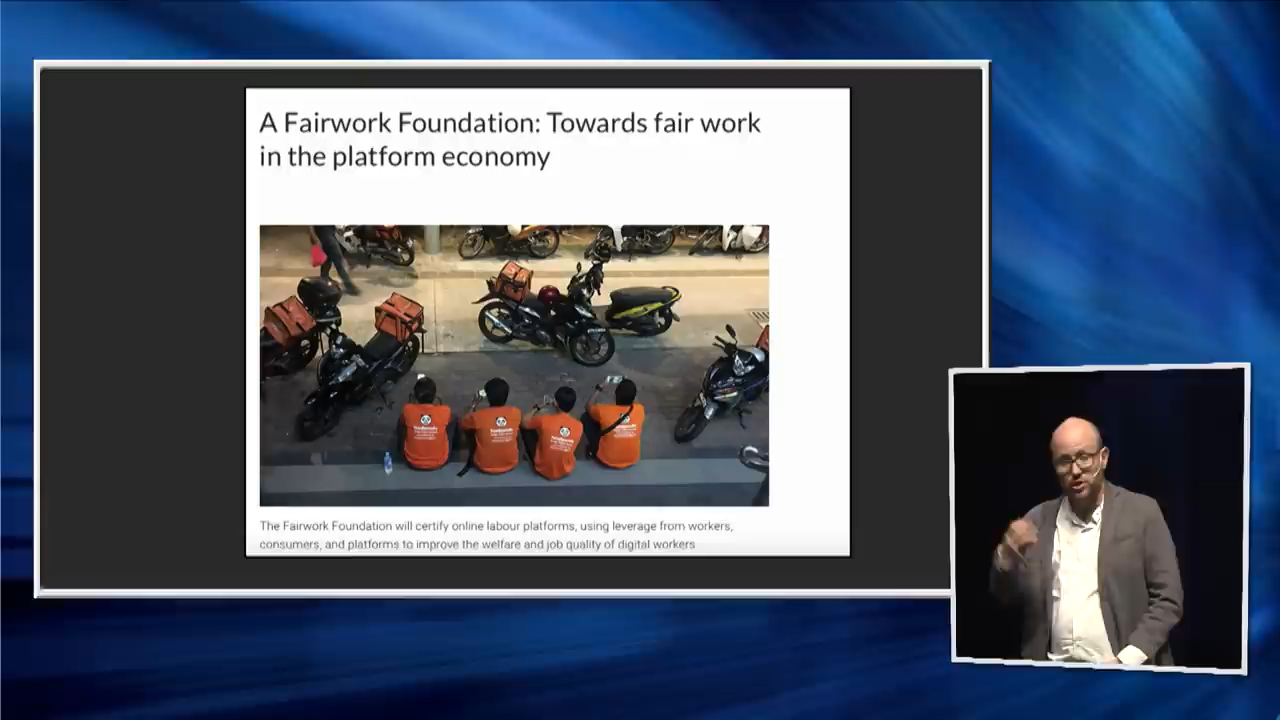 A Fairwork Foundation: Towards fair work
in the platform economy
The Fairwork Foundation will certify online labour platforms, using leverage from workers,
consumers, and platforms to improve the welfare and job quality of digital workers